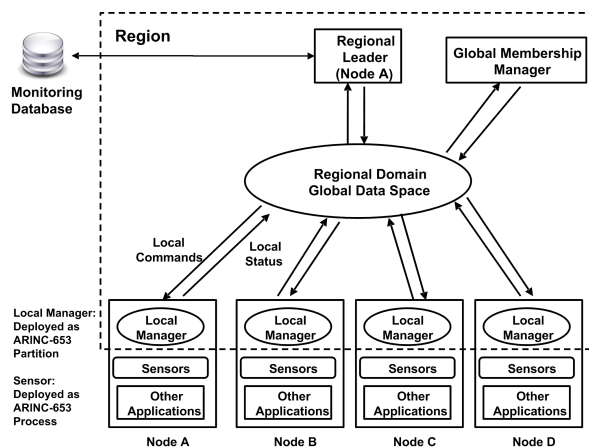 Region
Monitoring
Database
Regional
Leader
(Node A)
Global Membership
Manager
Regional Domain
Global Data Space
Local
Commands
Local
Status
Local Manager:
Deployed as
ARINC-653
Partition
Sensor:
Deployed as
ARINC-653
Process
Local
Manager
Sensors
Other
Applications
Node A
Local
Manager
Sensors
Other
Applications
Node B
Local
Manager
Sensors
Other
Applications
Node C
Local
Manager
Sensors
Other
Applications
Node D